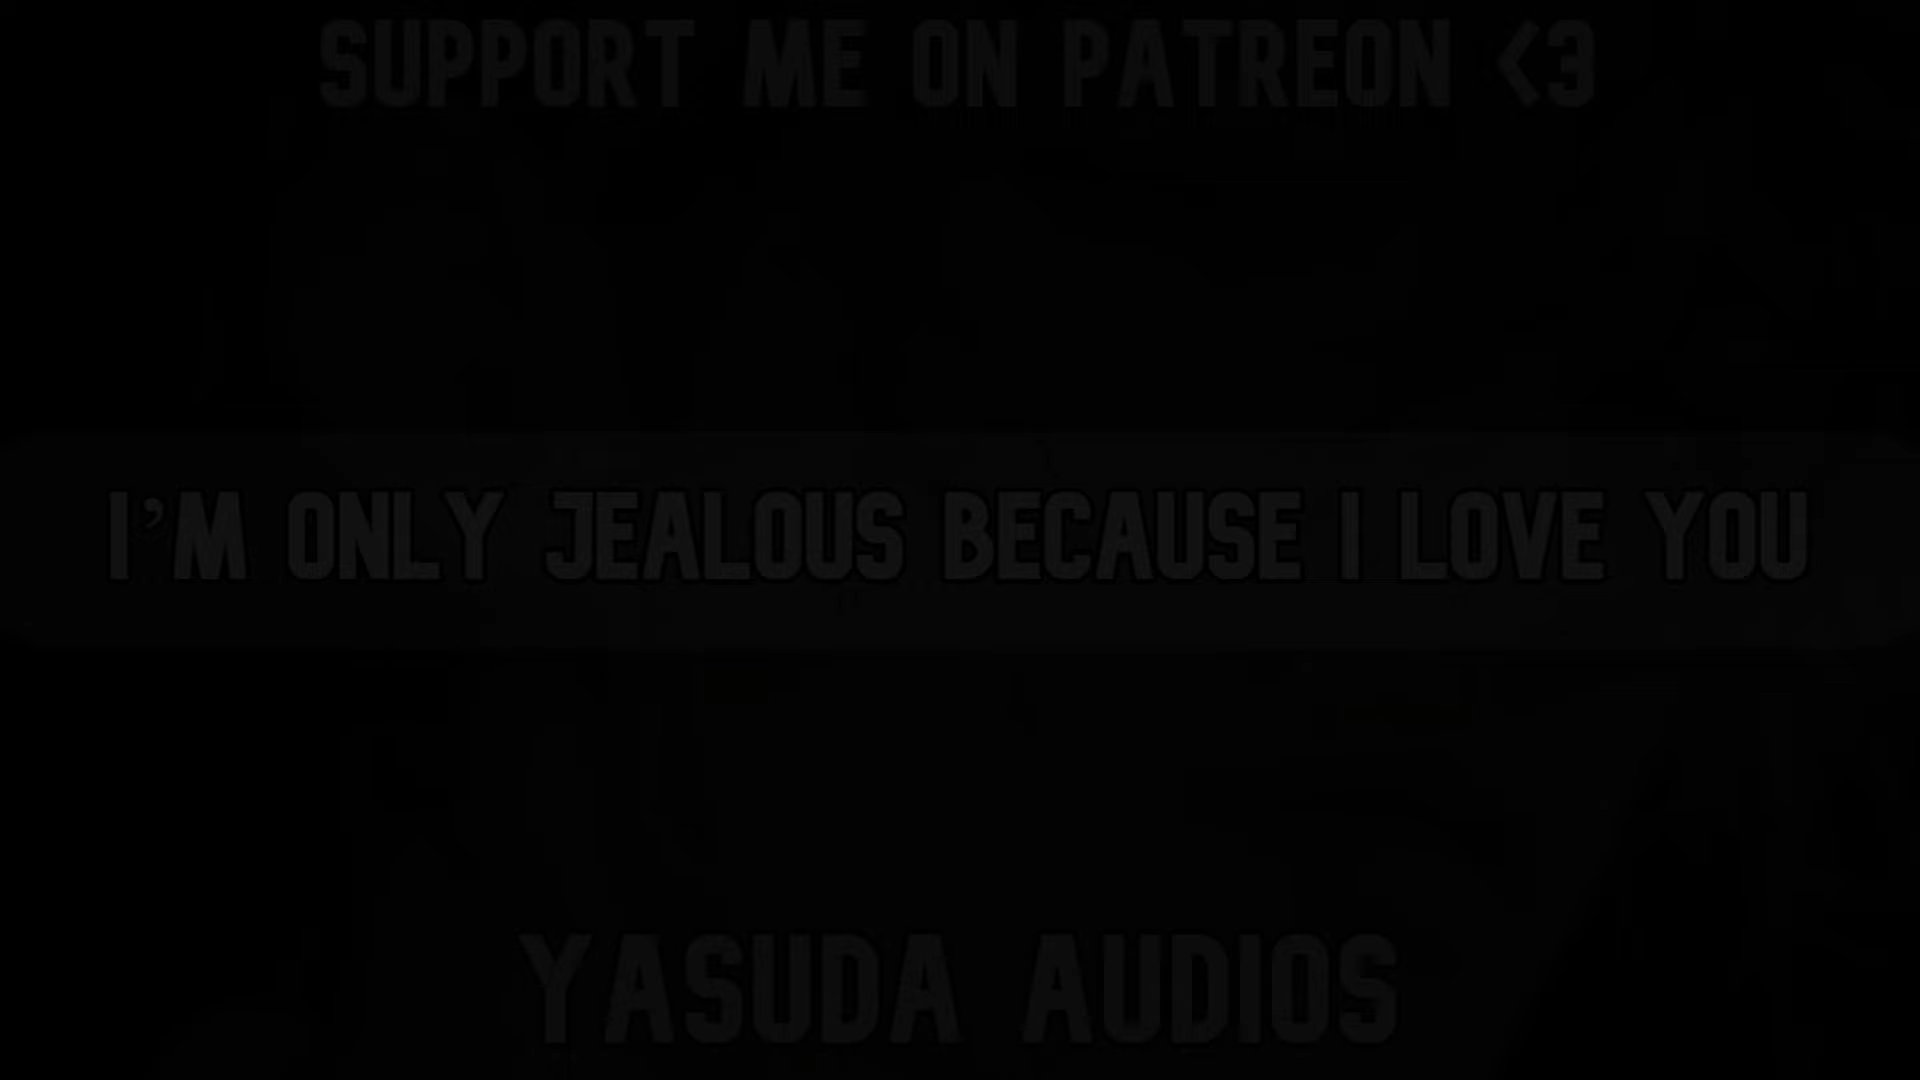 SUPPORT ME ON PATREON <3
I'M ONLY JEALOUS BECAUSE I LOVE YOU
YASUDA AUDIOS